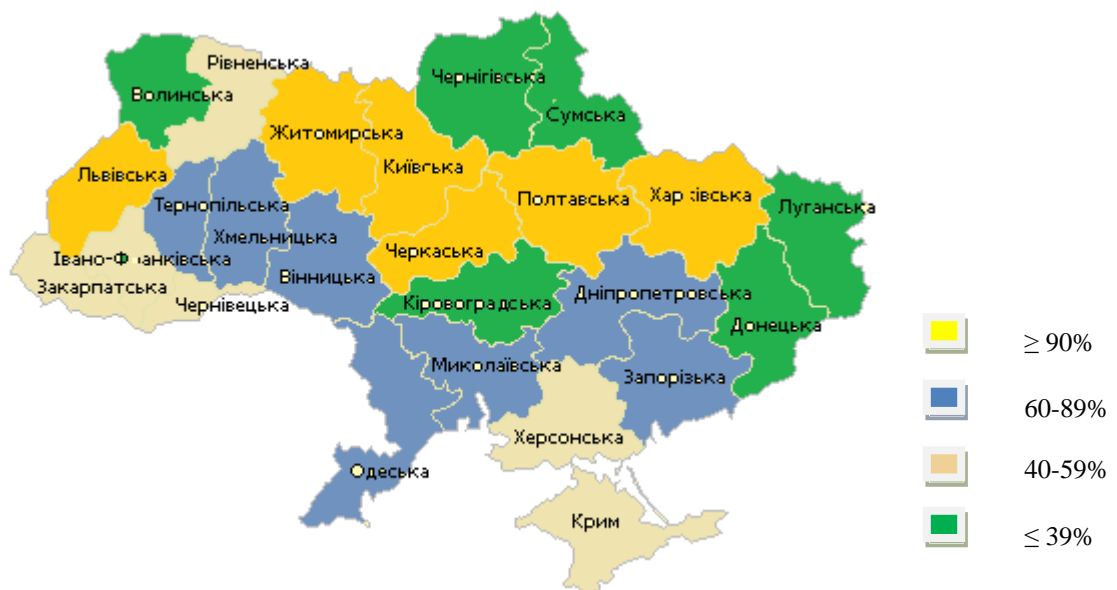 Рівненська
Волинська
Чернігівська
Сумська
Житомирська
Київська
Львівська
Полтавська
Харківська
Тернопільська
Луганська
Хмельницька
Черкаська
Івано-Франківська
Вінницька
Закарпатська
Чернівецька
Кіровоградська
Дніпропетровська
Донецька
Миколаївська
Запорізька
Херсонська
Одеська
Крим
≥ 90%
60-89%
40-59%
≤ 39%